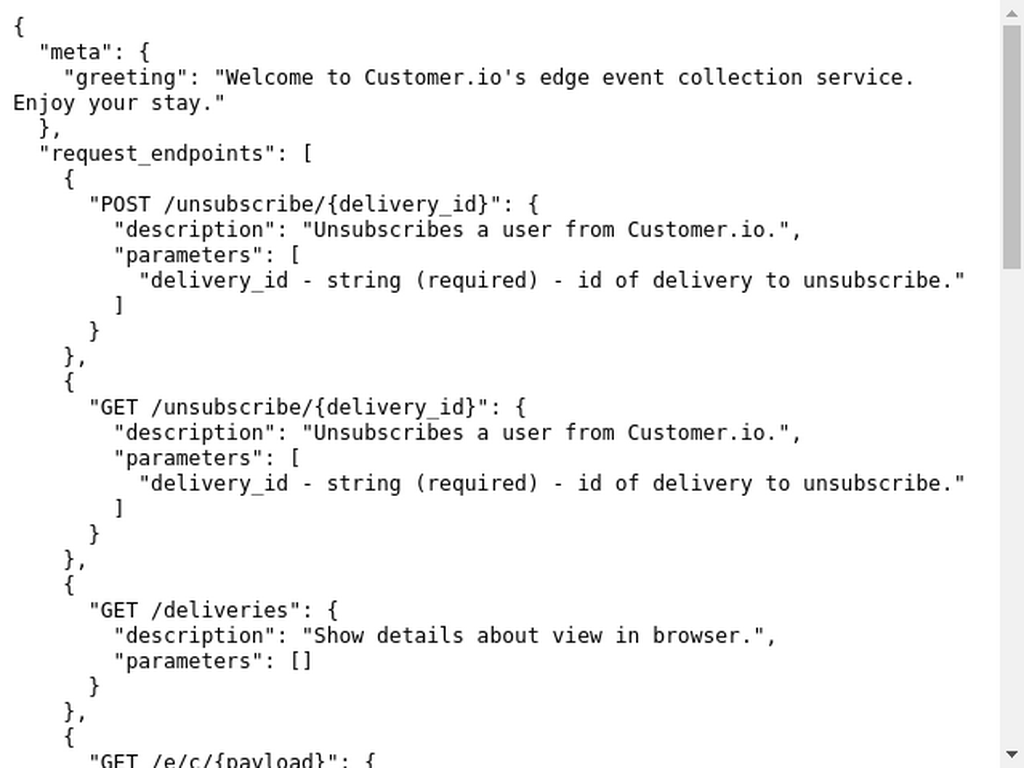 {
  "meta": {
    "greeting": "Welcome to Customer.io's edge event collection service.
Enjoy your stay."
  },
  "request_endpoints": [
    {
      "POST /unsubscribe/{delivery_id}": {
        "description": "Unsubscribes a user from Customer.io.",
        "parameters": [
          "delivery_id - string (required) - id of delivery to unsubscribe."
        ]
      }
    },
    {
      "GET /unsubscribe/{delivery_id}": {
        "description": "Unsubscribes a user from Customer.io.",
        "parameters": [
          "delivery_id - string (required) - id of delivery to unsubscribe."
        ]
      }
    },
    {
      "GET /deliveries": {
        "description": "Show details about view in browser.",
        "parameters": []
      }
    },
    {
      "GET /e/c/{payload}": {